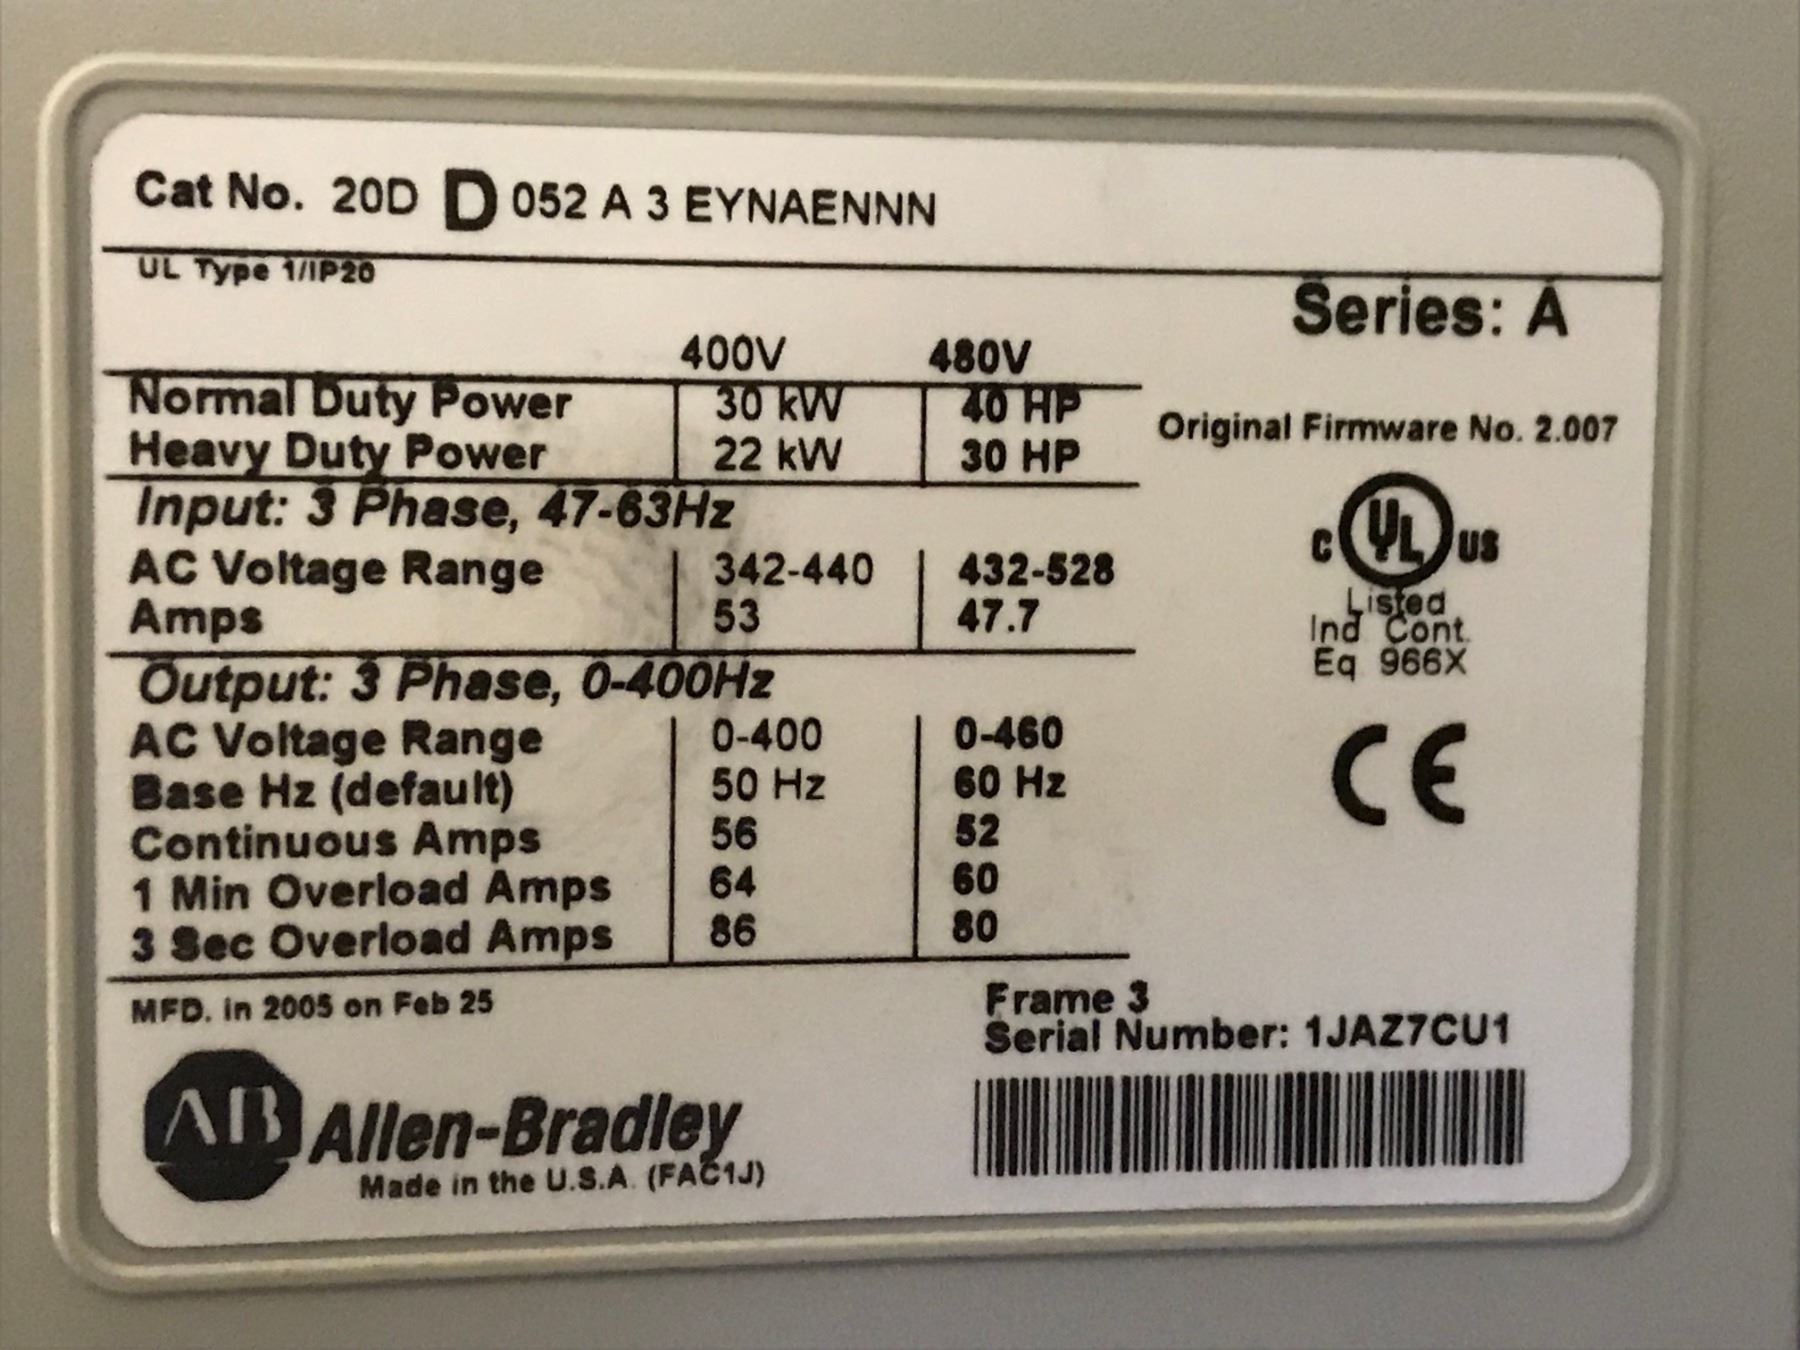 Cat No. 20D D 052 A 3 EYNAENNN
UL Type 1/IP20
Series: A
400V 480V
Normal Duty Power 30 kW 40 HP
Heavy Duty Power 22 kW 30 HP
Original Firmware No. 2.007
Input: 3 Phase, 47-63Hz
AC Voltage Range 342-440 432-528
Amps 53 47.7
C UL US
Listed
Ind Cont.
Eq 966X
Output: 3 Phase, 0-400Hz
AC Voltage Range 0-400 0-460
Base Hz (default) 50 Hz 60 Hz
Continuous Amps 56 52
1 Min Overload Amps 64 60
3 Sec Overload Amps 86 80
CE
MFD. in 2005 on Feb 25
Frame 3
Serial Number: 1JAZ7CU1
AB Allen-Bradley
Made in the U.S.A. (FAC1J)